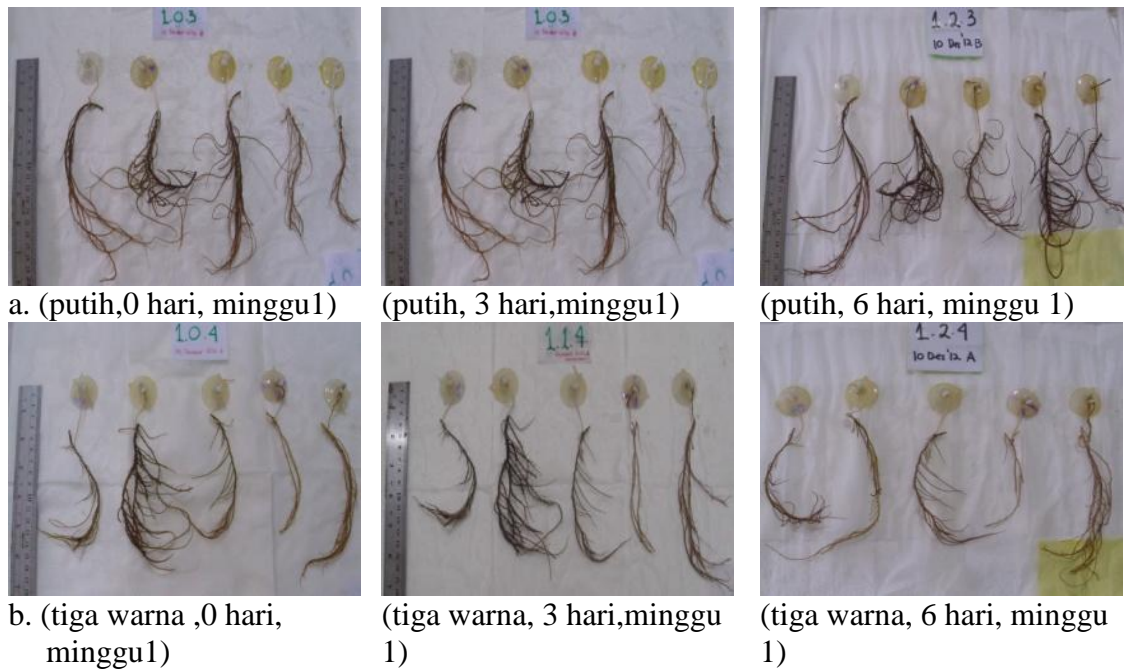 1.0.3
1.0.3
1.2.3
10 Des'12 B
a. (putih,0 hari, minggu1)
(putih, 3 hari,minggu1)
(putih, 6 hari, minggu 1)
1.0.4
1.1.4
1.2.4
10 Des'12 A
b. (tiga warna ,0 hari,
minggu1)
(tiga warna, 3 hari,minggu
1)
(tiga warna, 6 hari, minggu
1)